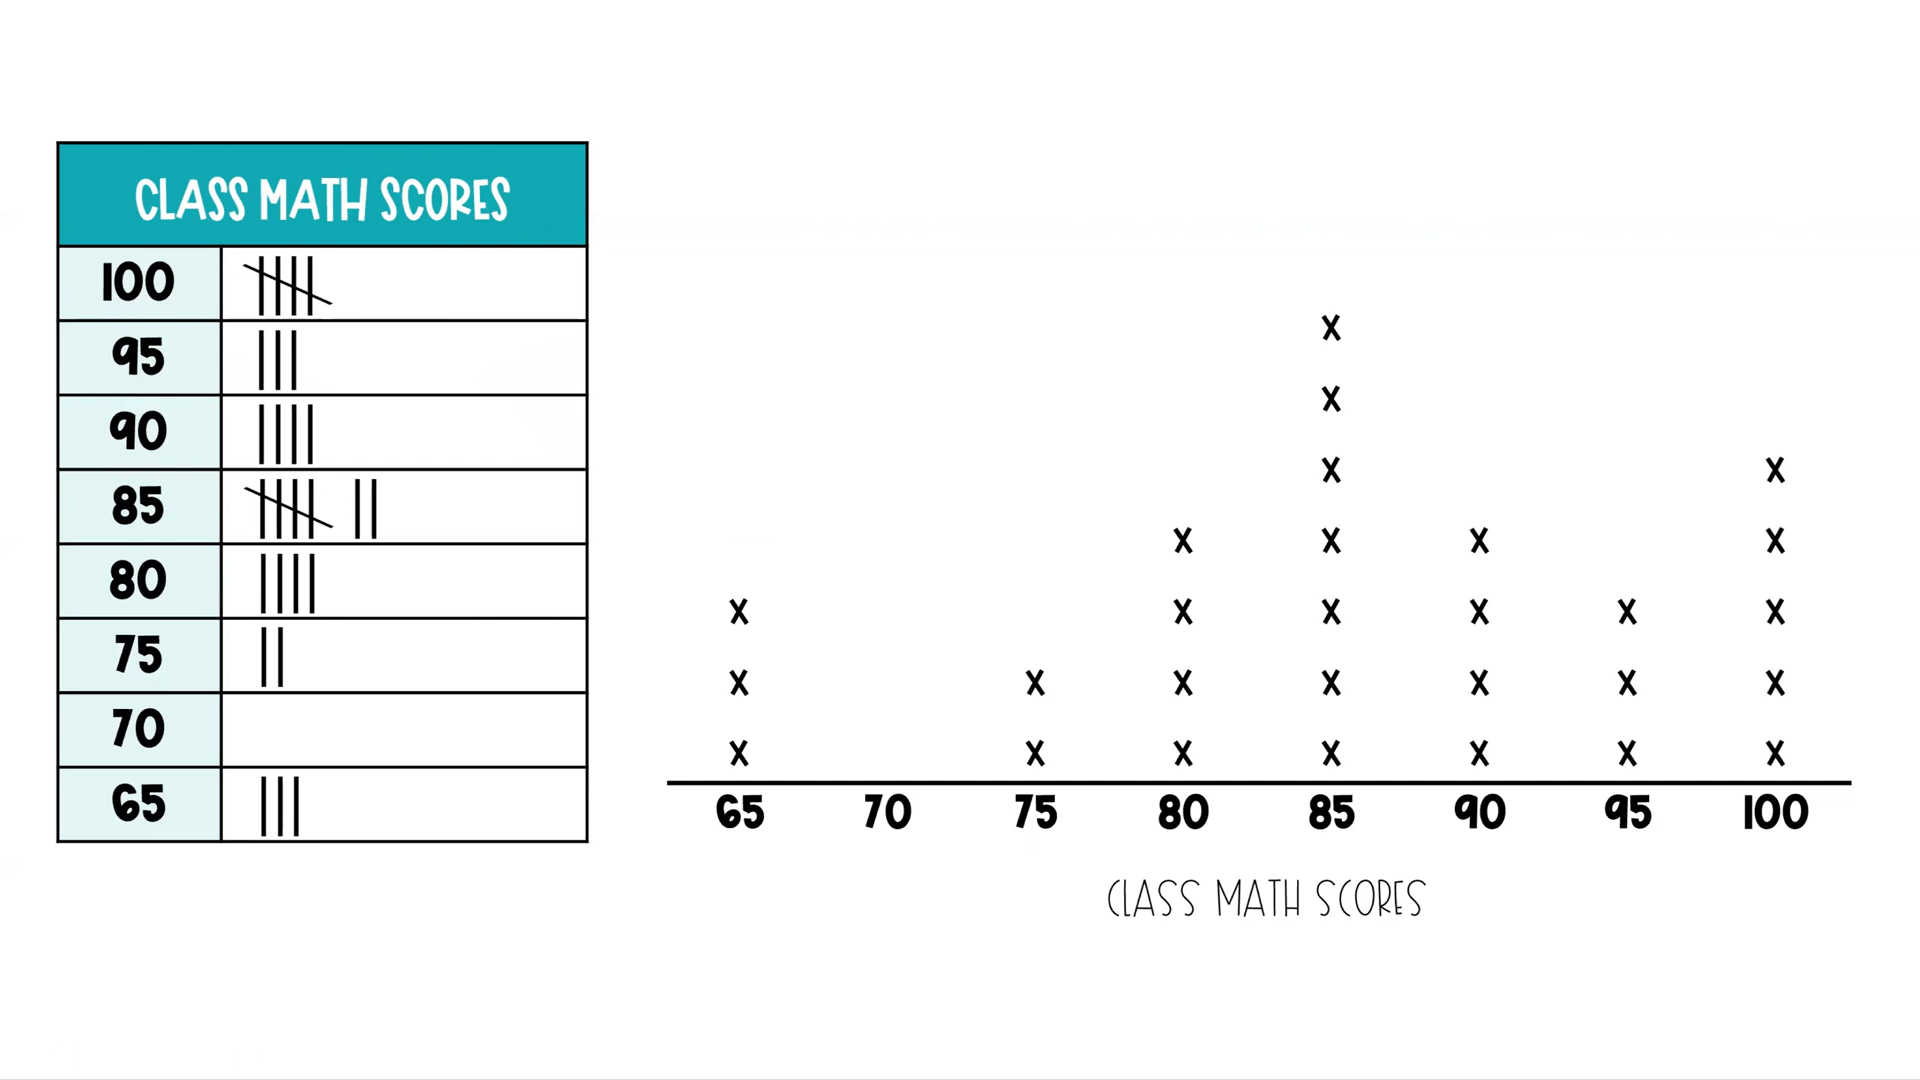 CLASS MATH SCORES
100
95
90
85
80
75
70
65
X
X
X
X X X
X X X X
X X X X X X
X X X X X X X
X X X X X X X
65 70 75 80 85 90 95 100
CLASS MATH SCORES